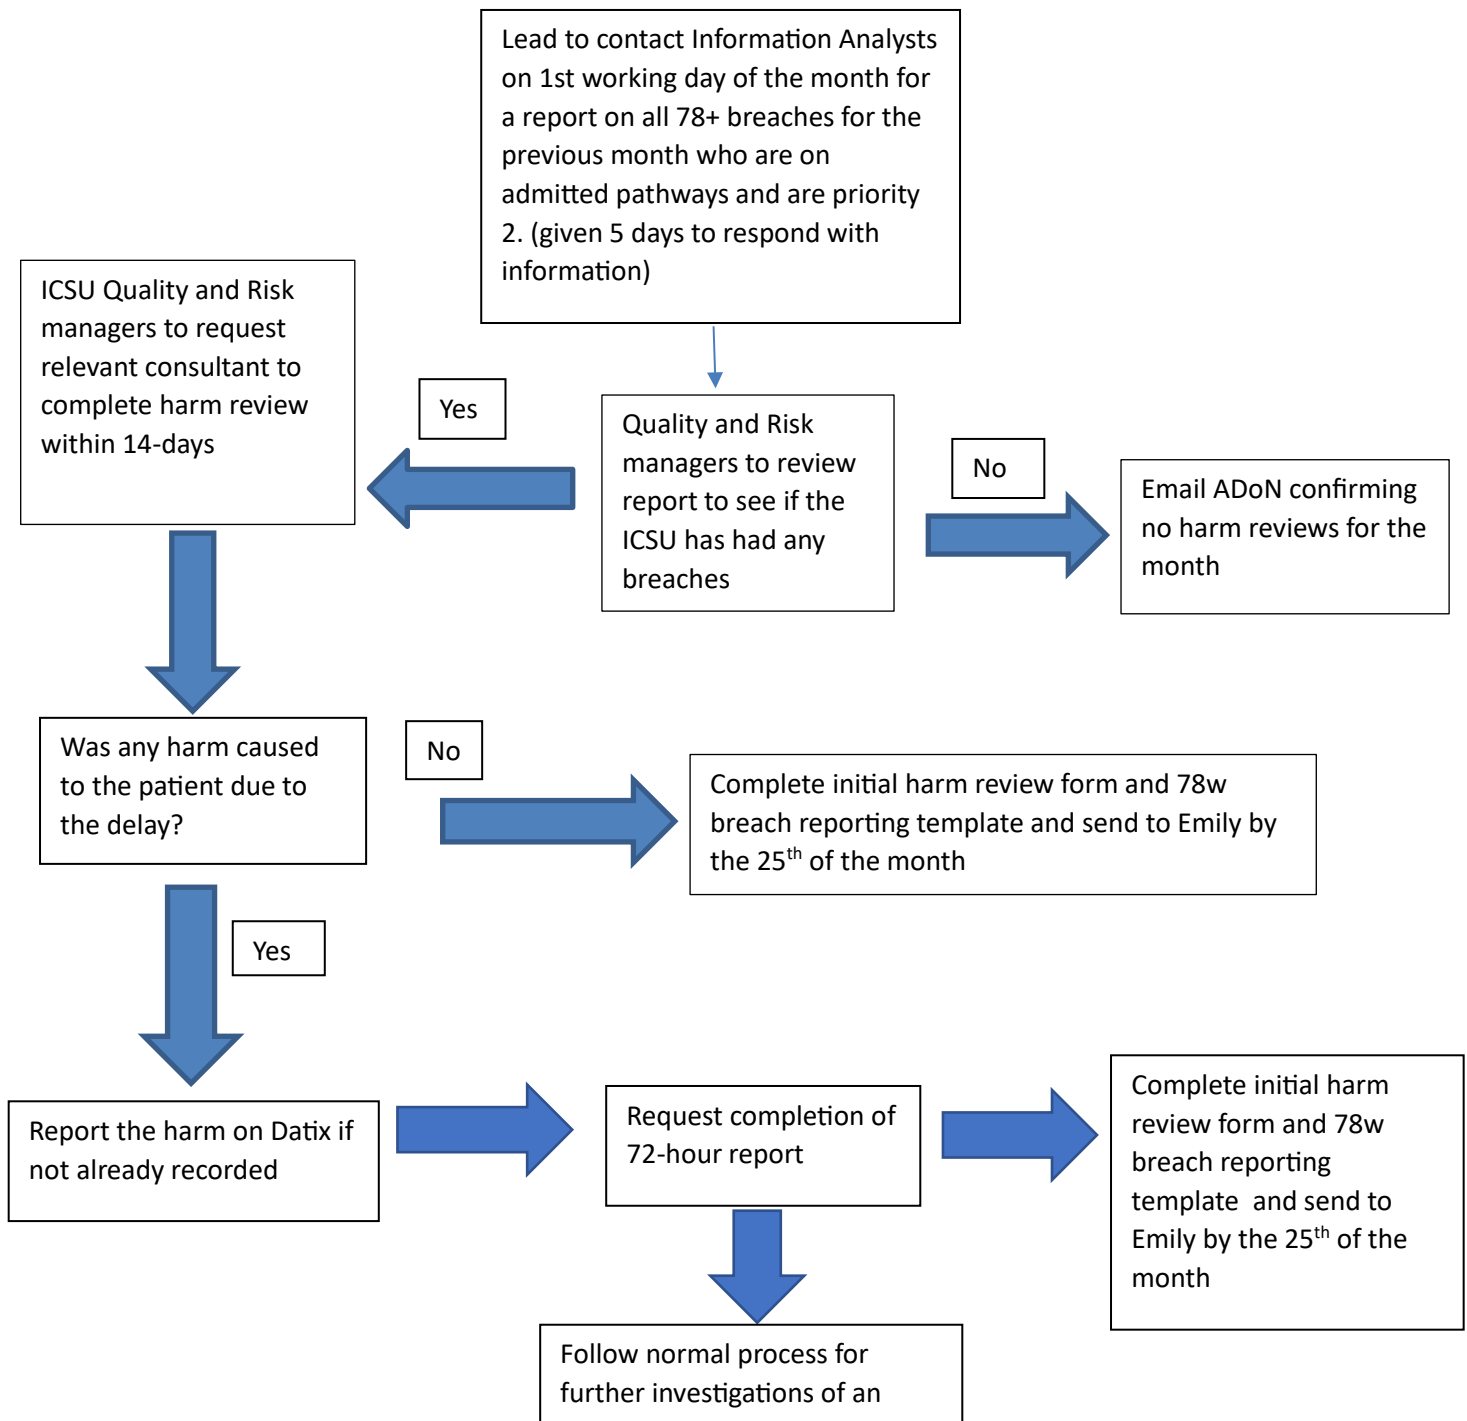 Lead to contact Information Analysts
on 1st working day of the month for
a report on all 78+ breaches for the
previous month who are on
admitted pathways and are priority
2. (given 5 days to respond with
information)
ICSU Quality and Risk
managers to request
relevant consultant to
complete harm review
within 14-days
Yes
Quality and Risk
managers to review
report to see if the
ICSU has had any
breaches
No
Email ADoN confirming
no harm reviews for the
month
Was any harm caused
to the patient due to
the delay?
No
Complete initial harm review form and 78w
breach reporting template and send to Emily by
the 25th of the month
Yes
Report the harm on Datix if
not already recorded
Request completion of
72-hour report
Complete initial harm
review form and 78w
breach reporting
template  and send to
Emily by the 25th of the
month
Follow normal process for
further investigations of an